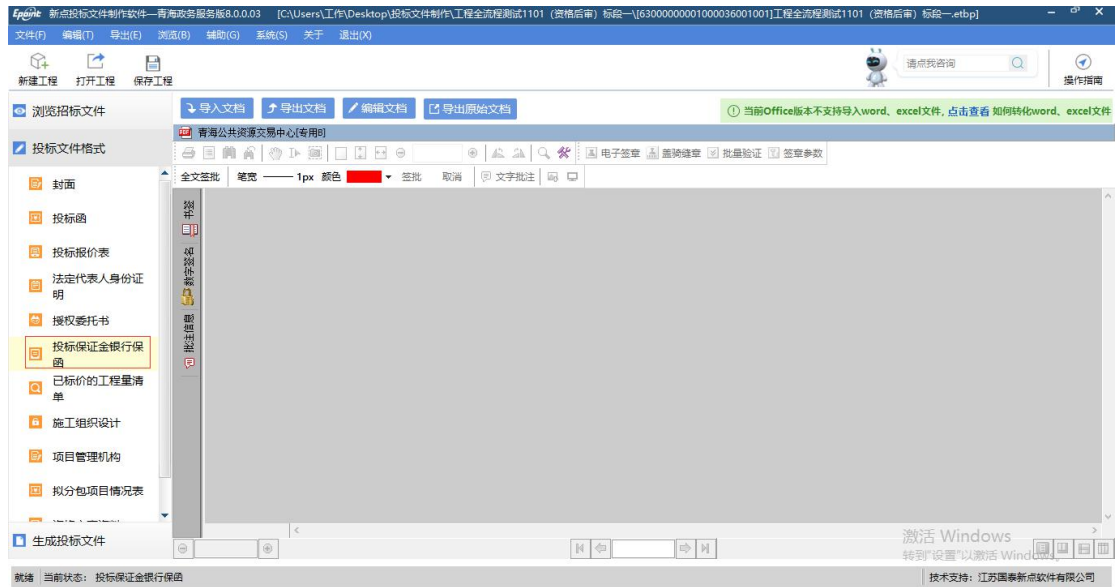 Epoint 新点投标文件制作软件—青海政务服务版8.0.0.03 [C:\Users\工作\Desktop\投标文件制作\工程全流程测试1101（资格后审）标段一\[6300000001000036001001]工程全流程测试1101（资格后审）标段一.etbp]
文件(F) 编辑(T) 导出(E) 浏览(B) 辅助(G) 系统(S) 关于 退出(X)
新建工程 打开工程 保存工程
请点我咨询
操作指南
浏览招标文件
导入文档 导出文档 编辑文档 导出原始文档
当前Office版本不支持导入word、excel文件, 点击查看 如何转化word、excel文件
青海公共资源交易中心[专用8]
投标文件格式
电子签章 盖骑缝章 批量验证 签章参数
全文签批 笔宽 1px 颜色 签批 取消 文字批注
封面
投标函
投标报价表
法定代表人身份证
明
授权委托书
投标保证金银行保
函
已标价的工程量清
单
施工组织设计
项目管理机构
拟分包项目情况表
书签
数字签名
批注信息
生成投标文件
激活 Windows
转到"设置"以激活 Windows。
就绪 当前状态: 投标保证金银行保函
技术支持: 江苏国泰新点软件有限公司